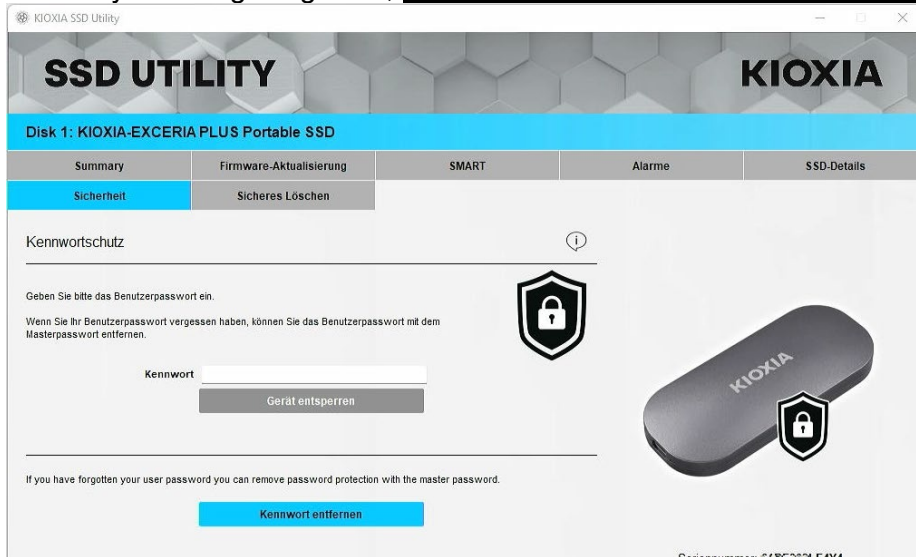 KIOXIA SSD Utility
SSD UTILITY
KIOXIA
Disk 1: KIOXIA-EXCERIA PLUS Portable SSD
Summary
Firmware-Aktualisierung
SMART
Alarme
SSD-Details
Sicherheit
Sicheres Löschen
Kennwortschutz
Geben Sie bitte das Benutzerpasswort ein.
Wenn Sie Ihr Benutzerpasswort vergessen haben, können Sie das Benutzerpasswort mit dem
Masterpasswort entfernen.
KIOXIA
Kennwort
Gerät entsperren
If you have forgotten your user password you can remove password protection with the master password.
Kennwort entfernen